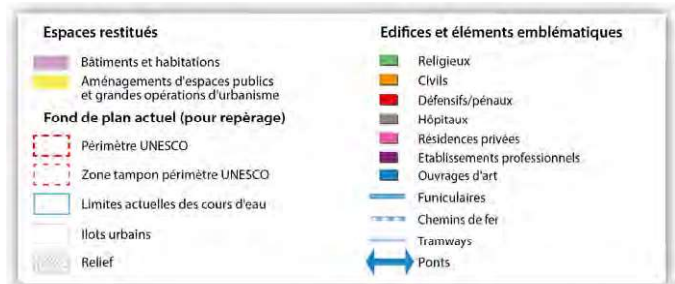 Espaces restitués
Bâtiments et habitations
Aménagements d'espaces publics
et grandes opérations d'urbanisme
Fond de plan actuel (pour repèrage)
Périmètre UNESCO
Zone tampon périmètre UNESCO
Limites actuelles des cours d'eau
Ilots urbains
Relief
Edifices et éléments emblématiques
Religieux
Civils
Défensifs/pénaux
Hôpitaux
Résidences privées
Etablissements professionnels
Ouvrages d'art
Funiculaires
Chemins de fer
Tramways
Ponts